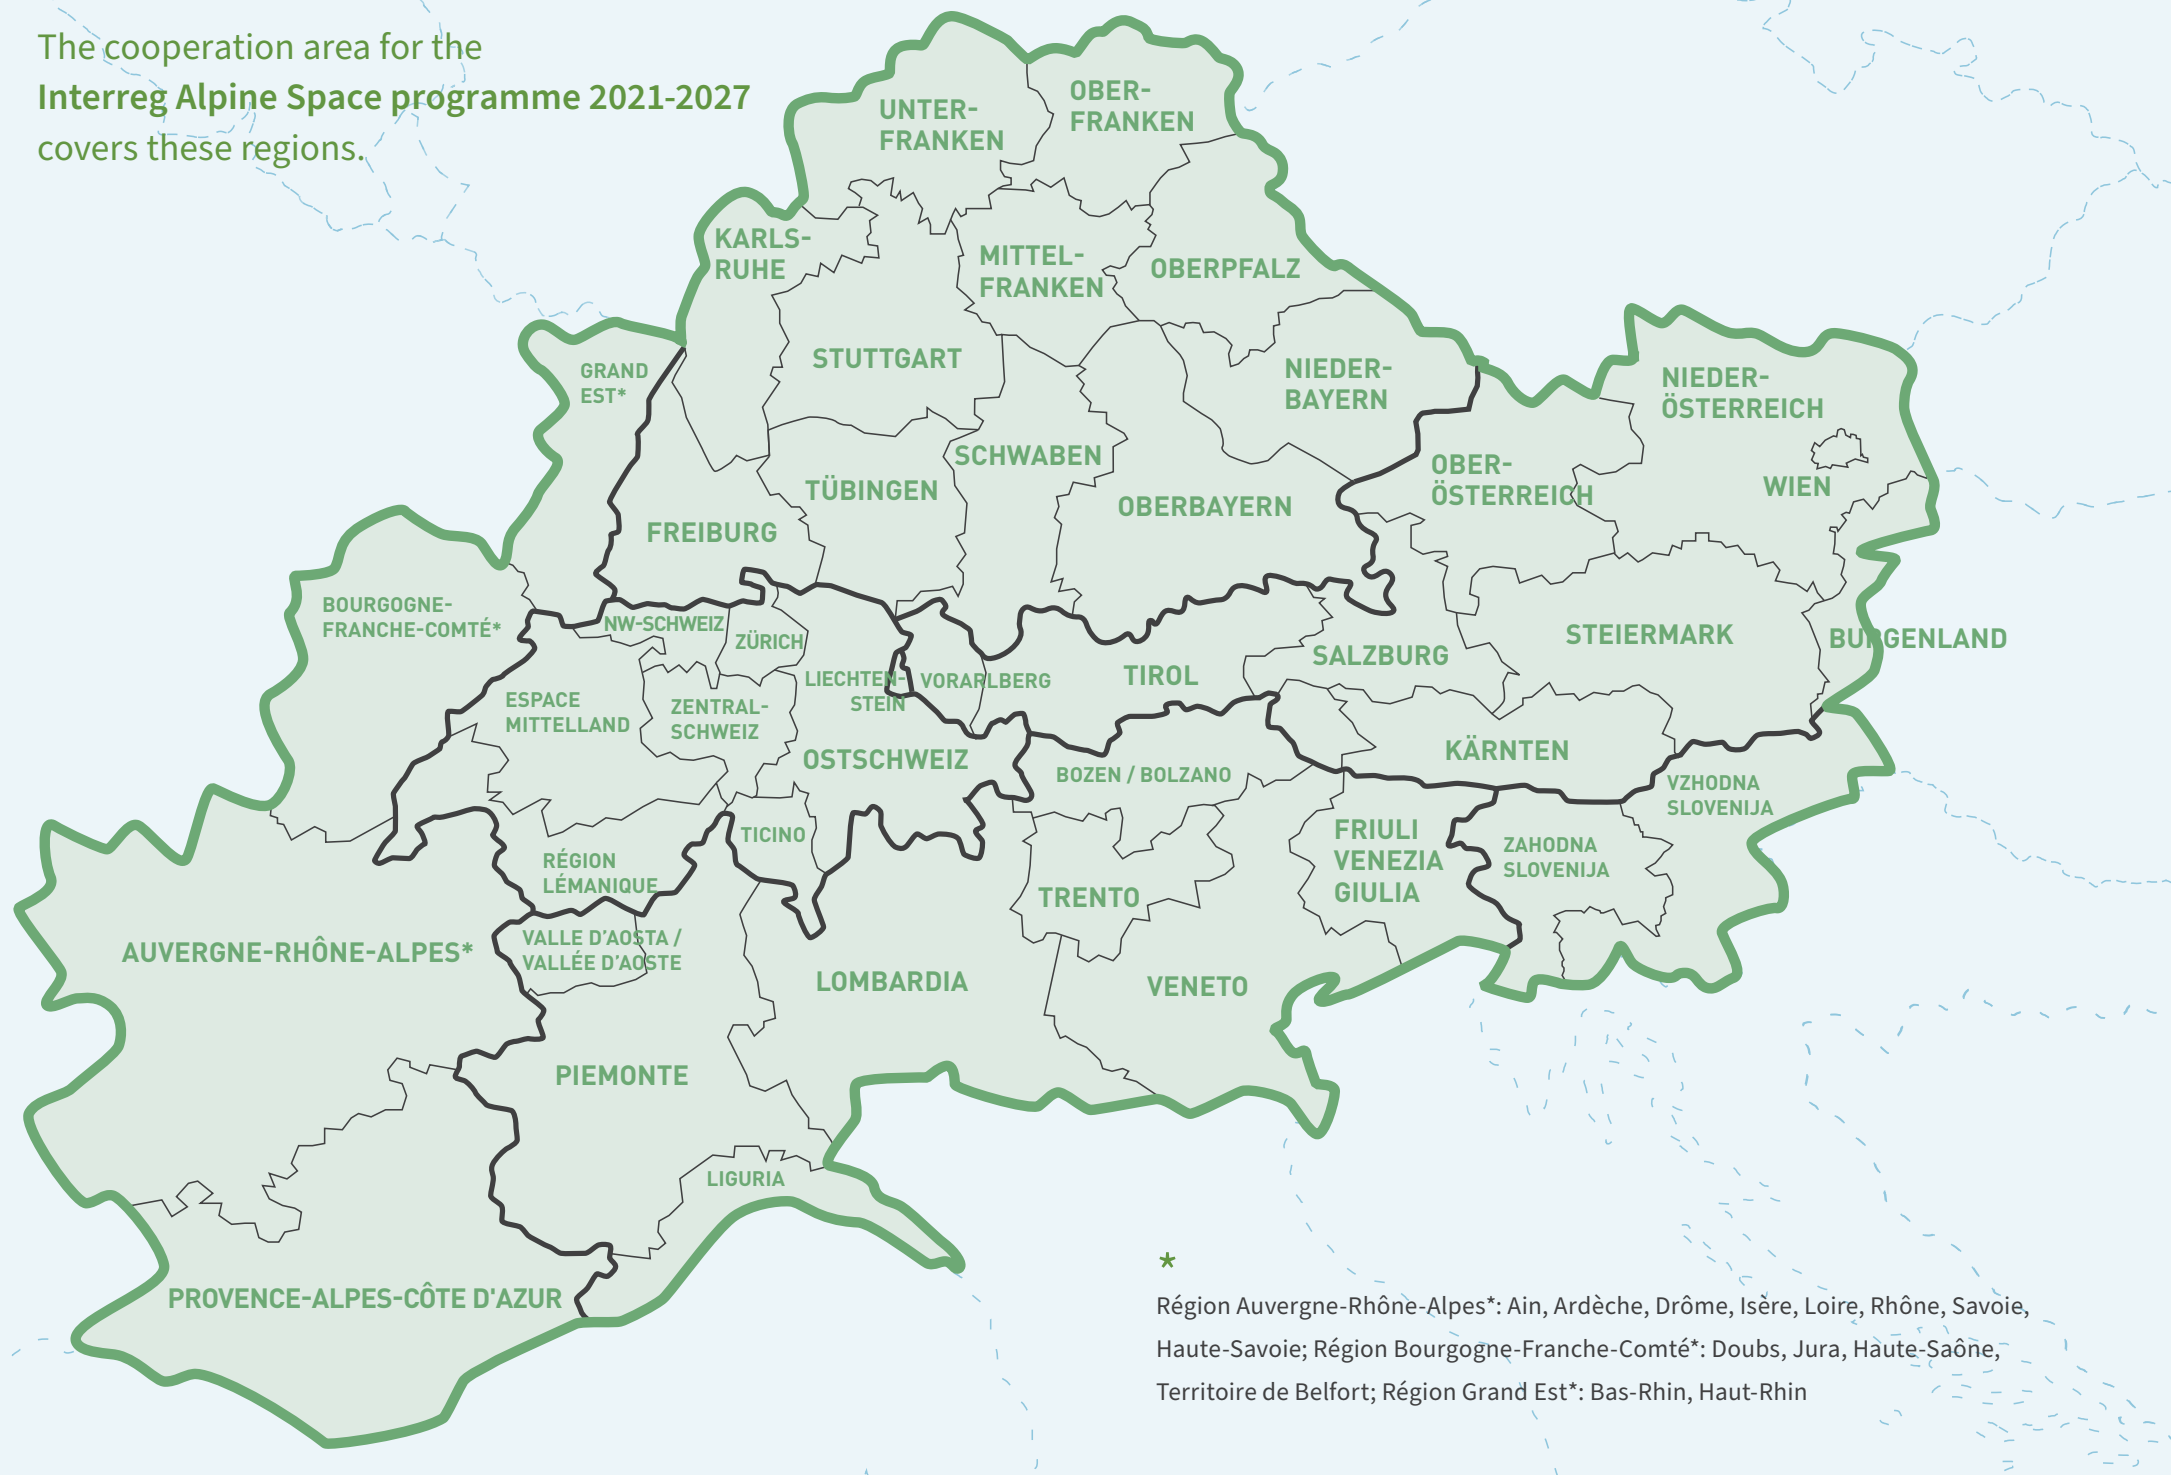 The cooperation area for the
Interreg Alpine Space programme 2021-2027
covers these regions.
UNTER-
FRANKEN
OBER-
FRANKEN
KARLS-
RUHE
MITTEL-
FRANKEN
OBERPFALZ
GRAND
EST*
STUTTGART
NIEDER-
BAYERN
NIEDER-
ÖSTERREICH
SCHWABEN
OBER-
ÖSTERREICH
WIEN
TÜBINGEN
OBERBAYERN
FREIBURG
BOURGOGNE-
FRANCHE-COMTÉ*
NW-SCHWEIZ
ZÜRICH
STEIERMARK
BURGENLAND
LIECHTEN-
STEIN
VORARLBERG
TIROL
SALZBURG
ESPACE
MITTELLAND
ZENTRAL-
SCHWEIZ
OSTSCHWEIZ
KÄRNTEN
BOZEN / BOLZANO
VZHODNA
SLOVENIJA
TICINO
FRIULI
VENEZIA
GIULIA
ZAHODNA
SLOVENIJA
RÉGION
LÉMANIQUE
TRENTO
AUVERGNE-RHÔNE-ALPES*
VALLE D'AOSTA /
VALLÉE D'AOSTE
LOMBARDIA
VENETO
PIEMONTE
LIGURIA
PROVENCE-ALPES-CÔTE D'AZUR
*
Région Auvergne-Rhône-Alpes*: Ain, Ardèche, Drôme, Isère, Loire, Rhône, Savoie,
Haute-Savoie; Région Bourgogne-Franche-Comté*: Doubs, Jura, Haute-Saône,
Territoire de Belfort; Région Grand Est*: Bas-Rhin, Haut-Rhin